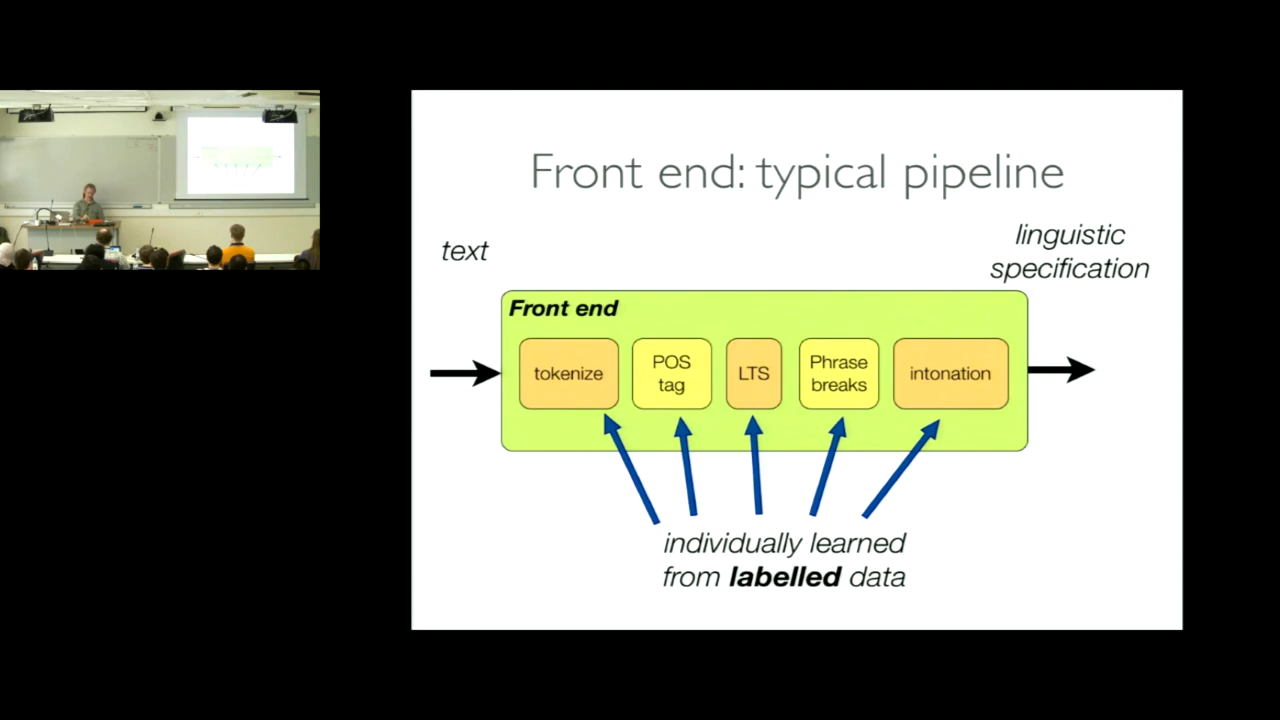 Front end: typical pipeline
text
linguistic
specification
Front end
tokenize
POS
tag
LTS
Phrase
breaks
intonation
individually learned
from labelled data